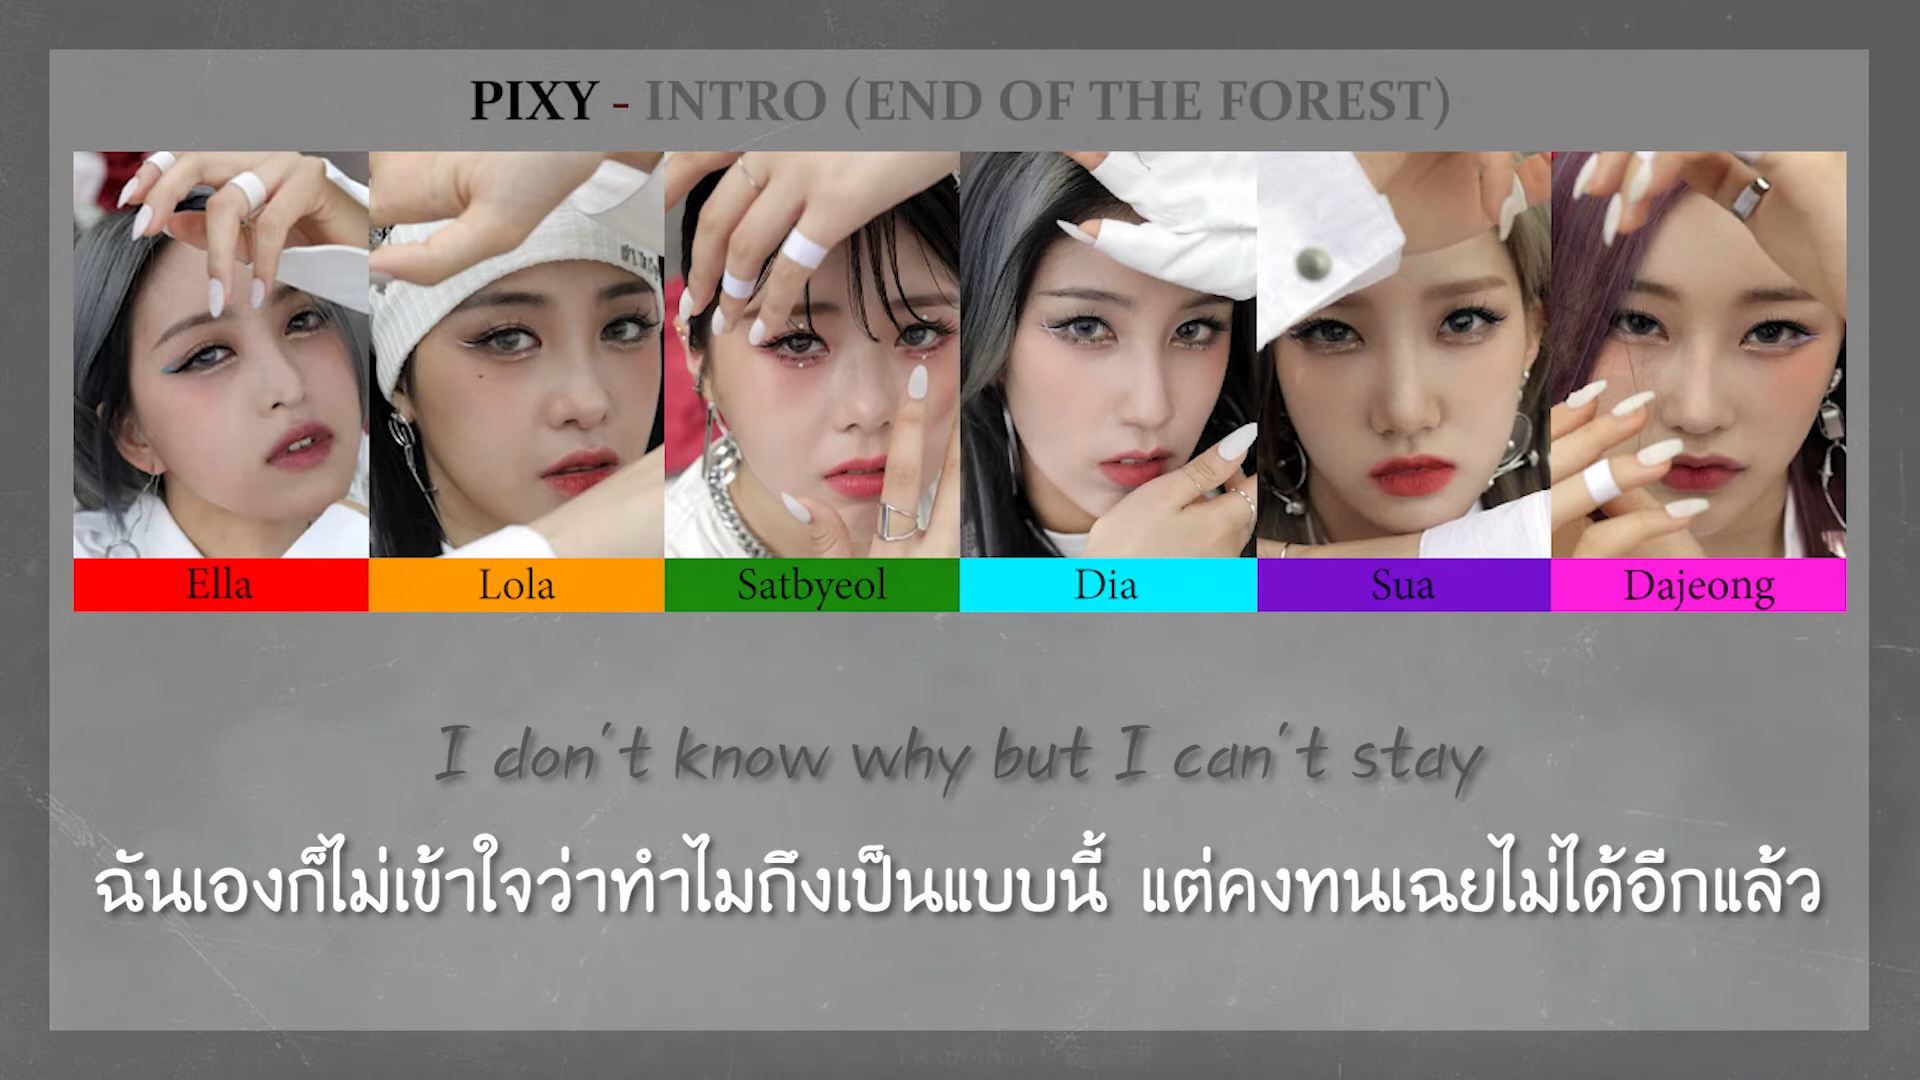 PIXY - INTRO (END OF THE FOREST)
Ella
Lola
Satbyeol
Dia
Sua
Dajeong
I don't know why but I can't stay
ฉันเองก็ไม่เข้าใจว่าทำไมถึงเป็นแบบนี้ แต่คงทนเฉยไม่ได้อีกแล้ว